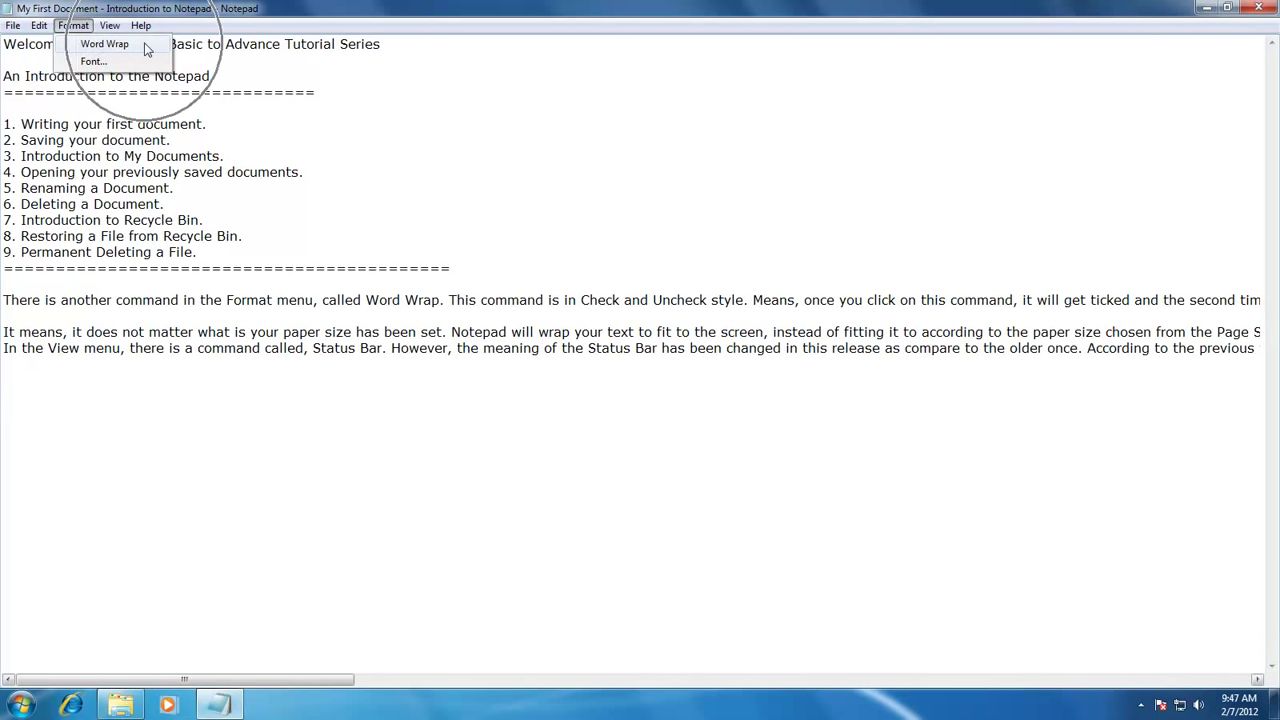 My First Document - Introduction to Notepad - Notepad
File Edit Format View Help
Word Wrap
Font...
Basic to Advance Tutorial Series
An Introduction to the Notepad
==============================
1. Writing your first document.
2. Saving your document.
3. Introduction to My Documents.
4. Opening your previously saved documents.
5. Renaming a Document.
6. Deleting a Document.
7. Introduction to Recycle Bin.
8. Restoring a File from Recycle Bin.
9. Permanent Deleting a File.
===========================================
There is another command in the Format menu, called Word Wrap. This command is in Check and Uncheck style. Means, once you click on this command, it will get ticked and the second tim
It means, it does not matter what is your paper size has been set. Notepad will wrap your text to fit to the screen, instead of fitting it to according to the paper size chosen from the Page S
In the View menu, there is a command called, Status Bar. However, the meaning of the Status Bar has been changed in this release as compare to the older once. According to the previous
9:47 AM
2/7/2012